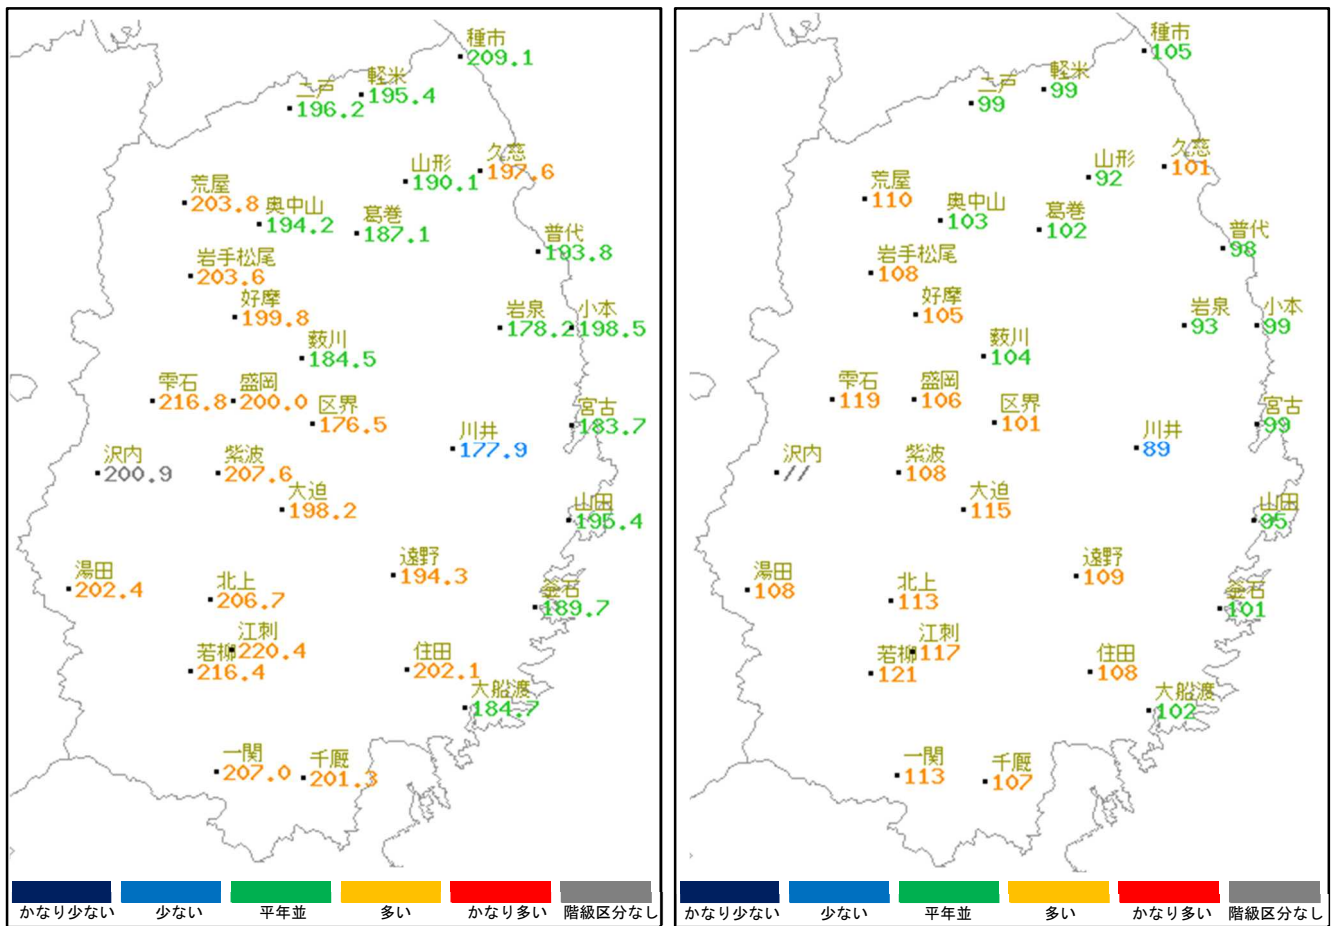 種市
209.1
軽米
195.4
二戸
196.2
久慈
197.6
山形
190.1
荒屋
203.8
奥中山
194.2
葛巻
187.1
普代
193.8
岩手松尾
203.6
好摩
199.8
岩泉
178.2
小本
198.5
薮川
184.5
雫石
216.8
盛岡
200.0
区界
176.5
宮古
183.7
川井
177.9
沢内
200.9
紫波
207.6
大迫
198.2
山田
195.4
遠野
194.3
湯田
202.4
北上
206.7
釜石
189.7
江刺
220.4
若柳
216.4
住田
202.1
大船渡
184.7
一関
207.0
千厩
201.3
かなり少ない
少ない
平年並
多い
かなり多い
階級区分なし
種市
105
軽米
99
二戸
99
久慈
101
山形
92
荒屋
110
奥中山
103
葛巻
102
普代
98
岩手松尾
108
好摩
105
岩泉
93
小本
99
薮川
104
雫石
119
盛岡
106
区界
101
宮古
99
川井
89
沢内
//
紫波
108
大迫
115
山田
95
遠野
109
湯田
108
北上
113
釜石
101
江刺
117
若柳
121
住田
108
大船渡
102
一関
113
千厩
107
かなり少ない
少ない
平年並
多い
かなり多い
階級区分なし